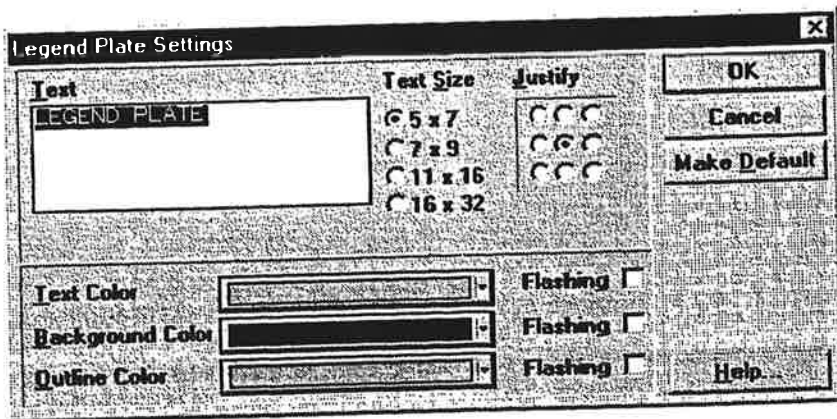 Legend Plate Settings
Text
Text Size
Justify
LEGEND PLATE
5 x 7
7 x 9
11 x 16
16 x 32
OK
Cancel
Make Default
Text Color
Flashing
Background Color
Flashing
Outline Color
Flashing
Help...